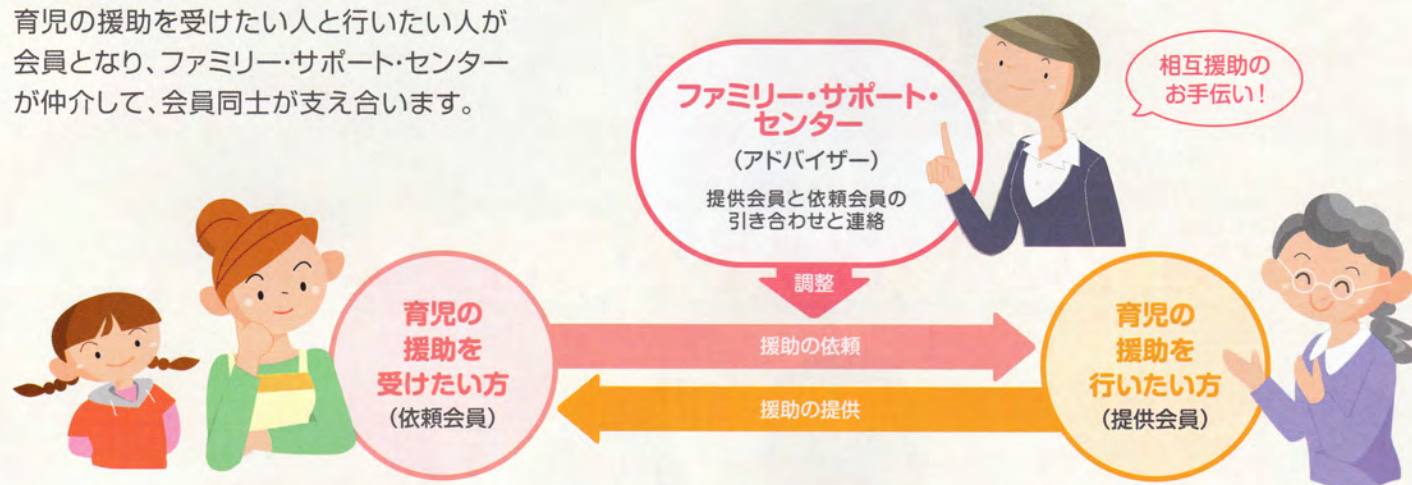 育児の援助を受けたい人と行いたい人が
会員となり、ファミリー・サポート・センター
が仲介して、会員同士が支え合います。
ファミリー・サポート・
センター
(アドバイザー)
提供会員と依頼会員の
引き合わせと連絡
相互援助の
お手伝い!
調整
育児の
援助を
受けたい方
(依頼会員)
援助の依頼
援助の提供
育児の
援助を
行いたい方
(提供会員)